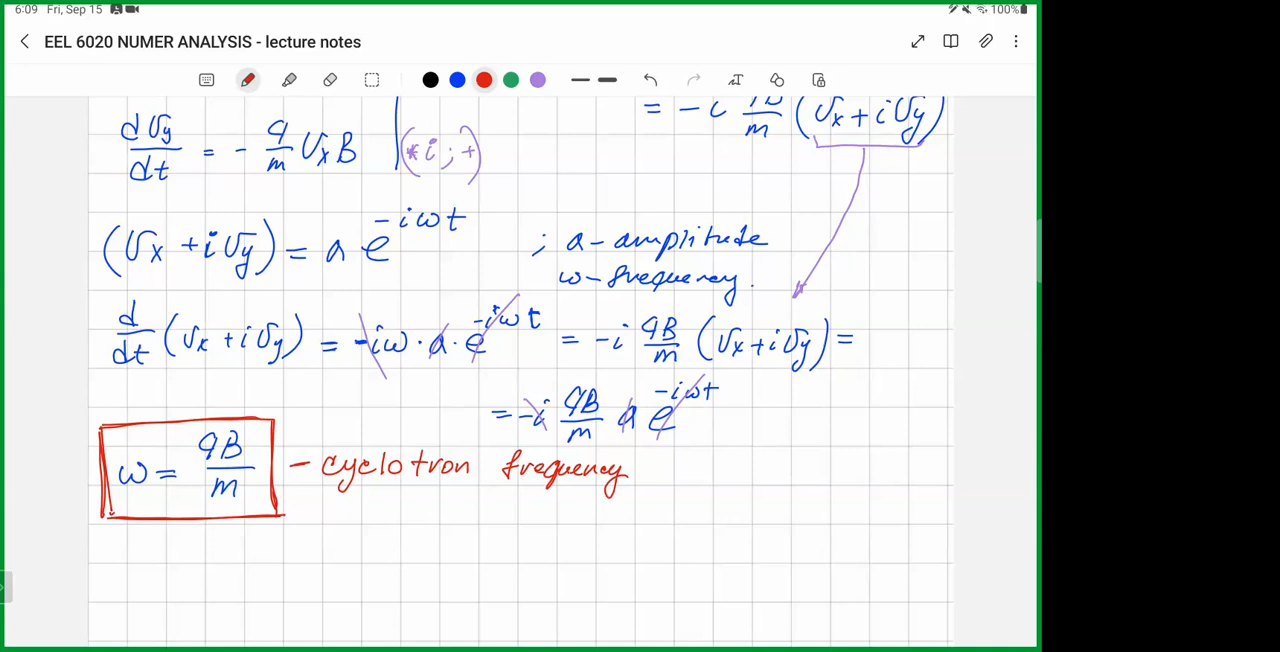 6:09 Fri, Sep 15 100%
EEL 6020 NUMER ANALYSIS - lecture notes
= - i qB/m (Vx + i Vy)
dVy/dt = - q/m Vx B | (* i ; +)
(Vx + i Vy) = a e^{-iωt} ; a - amplitude
ω - frequency.
d/dt (Vx + i Vy) = -iω · a · e^{-iωt} = -i qB/m (Vx + i Vy) =
= -i qB/m a e^{-iωt}
ω = qB/m - cyclotron frequency